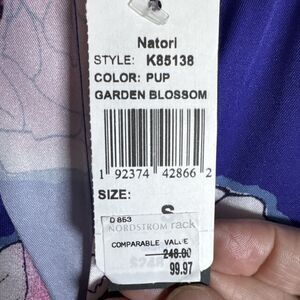 Natori
STYLE: K85138
COLOR: PUP
GARDEN BLOSSOM
1 92374 42866 2
SIZE:
S
D 853
NORDSTROM rack
COMPARABLE VALUE
248.00
99.97